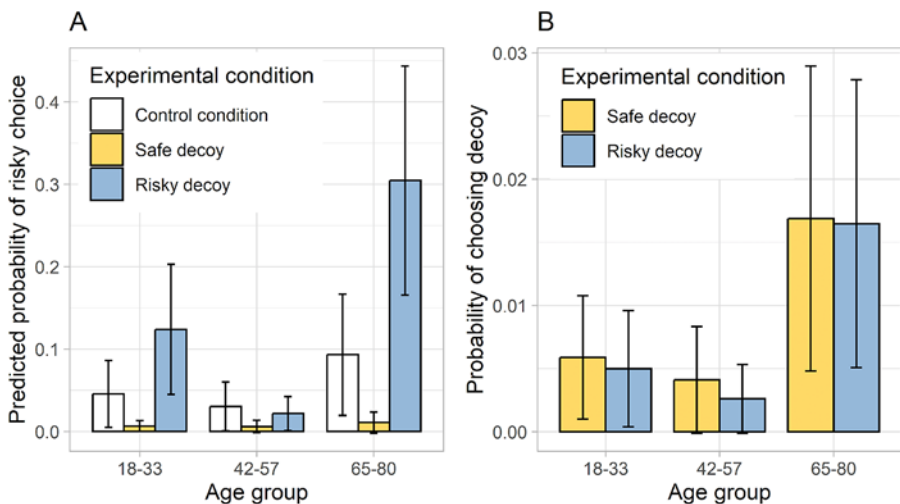 A
Predicted probability of risky choice
Experimental condition
Control condition
Safe decoy
Risky decoy
0.4
0.3
0.2
0.1
0.0
18-33
42-57
65-80
Age group
B
Probability of choosing decoy
Experimental condition
Safe decoy
Risky decoy
0.03
0.02
0.01
0.00
18-33
42-57
65-80
Age group